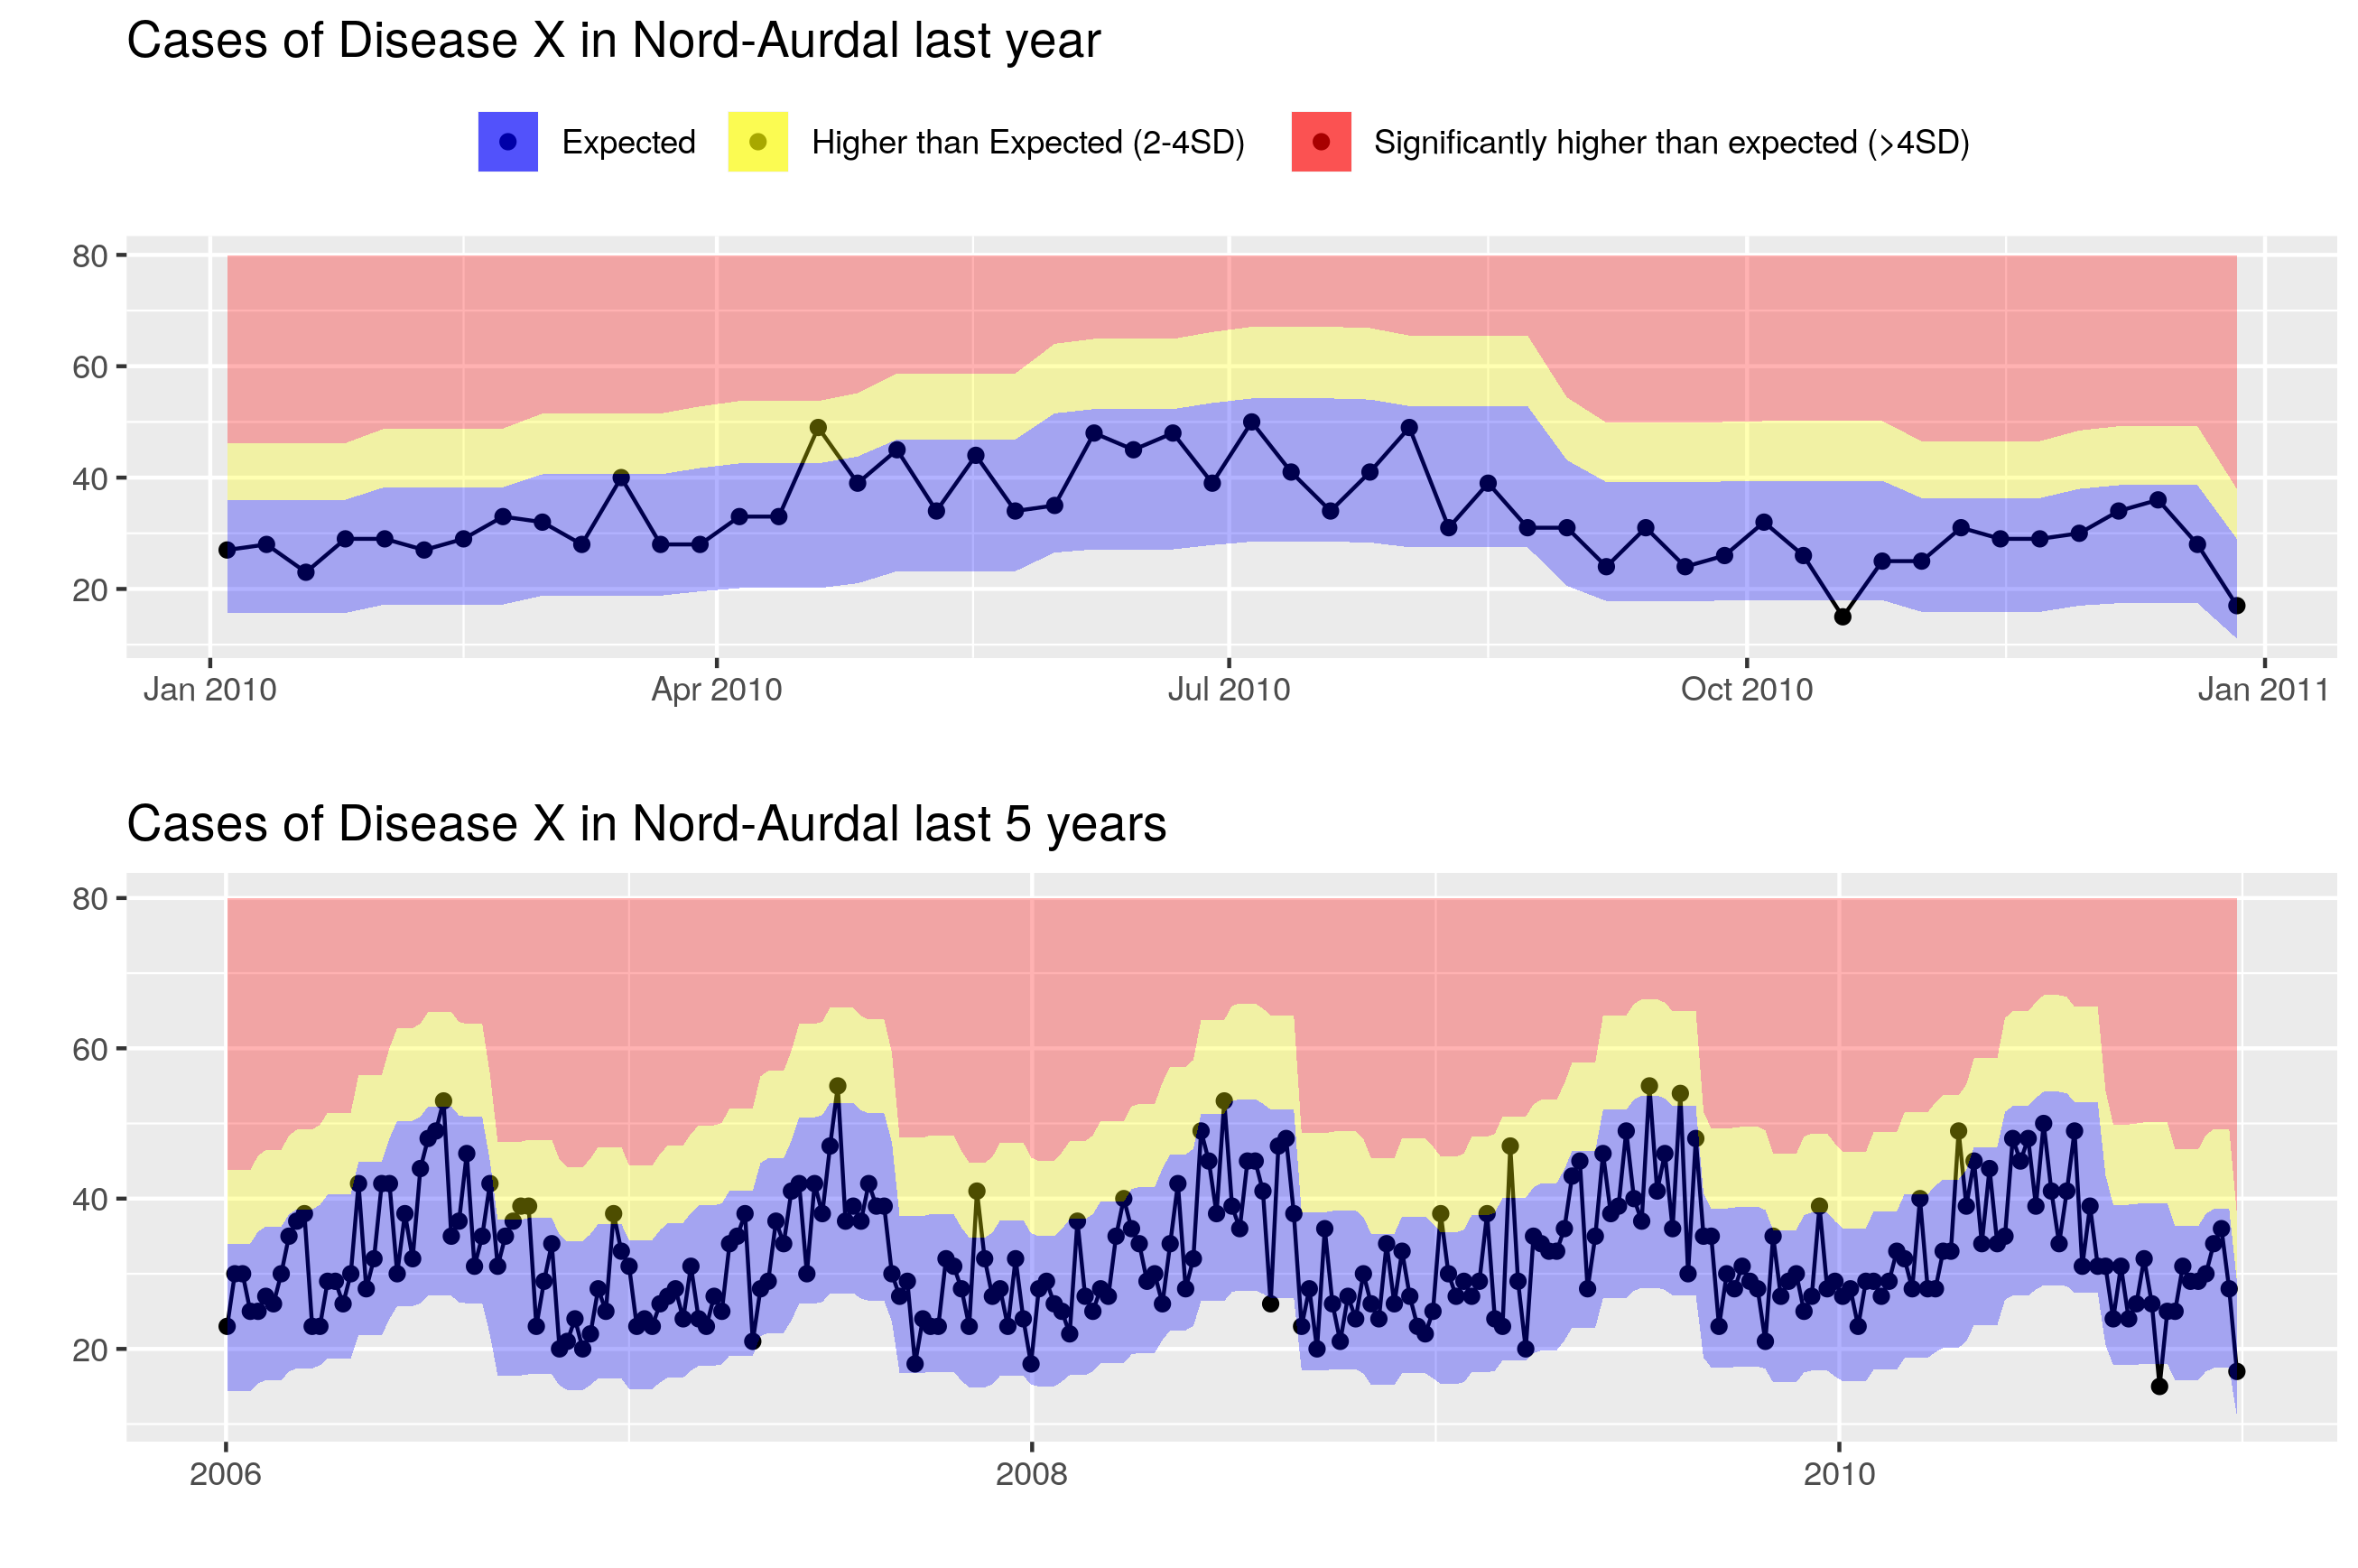 Cases of Disease X in Nord-Aurdal last year
Expected Higher than Expected (2-4SD) Significantly higher than expected (>4SD)
80
60
40
20
Jan 2010 Apr 2010 Jul 2010 Oct 2010 Jan 2011
Cases of Disease X in Nord-Aurdal last 5 years
80
60
40
20
2006 2008 2010